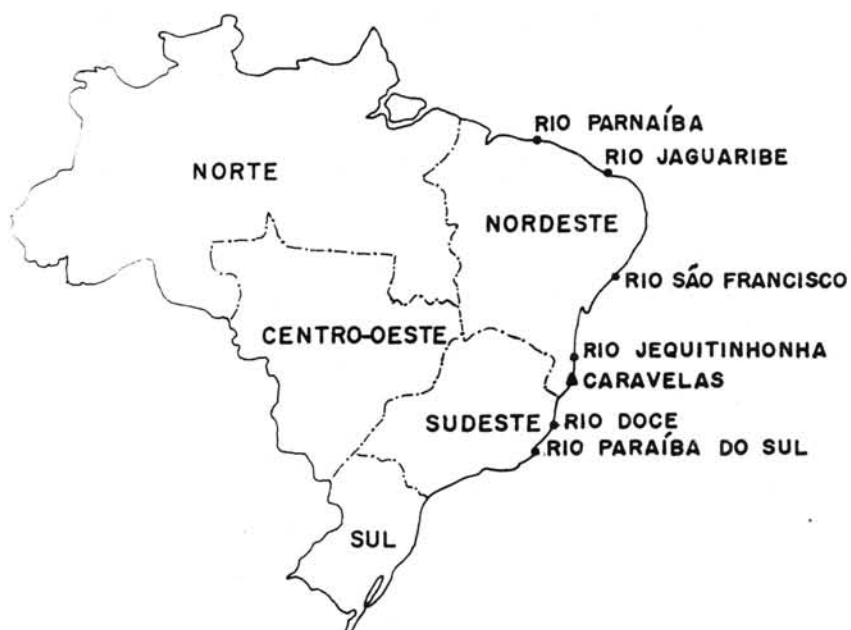 RIO PARNAÍBA
RIO JAGUARIBE
NORTE
NORDESTE
RIO SÃO FRANCISCO
CENTRO-OESTE
RIO JEQUITINHONHA
CARAVELAS
SUDESTE
RIO DOCE
RIO PARAÍBA DO SUL
SUL